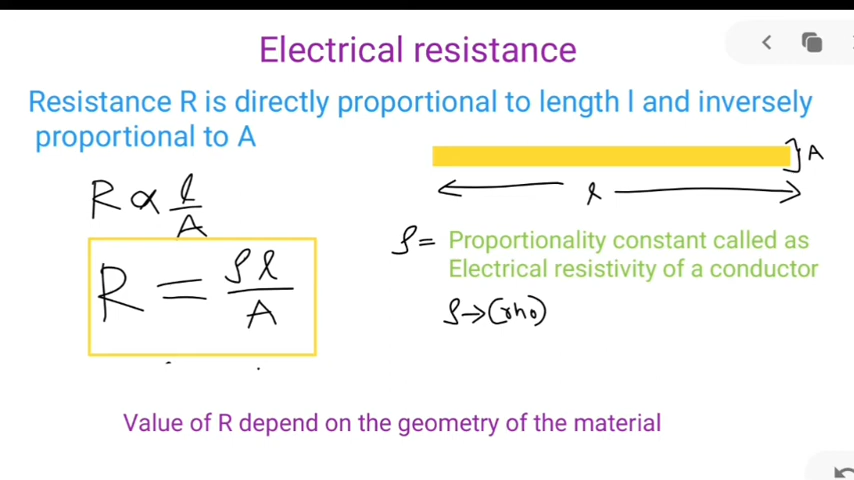 Electrical resistance
Resistance R is directly proportional to length l and inversely
proportional to A
A
l
R ∝ l/A
ρ = Proportionality constant called as
Electrical resistivity of a conductor
R = ρl/A
ρ → (rho)
Value of R depend on the geometry of the material